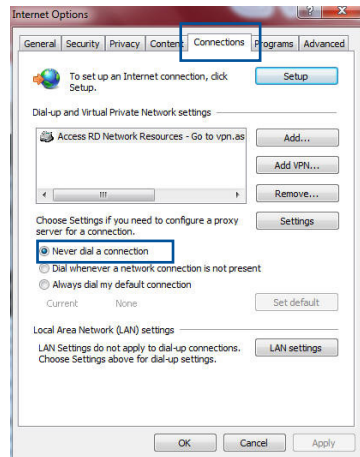 Internet Options
General Security Privacy Content Connections Programs Advanced
To set up an Internet connection, click
Setup.
Setup
Dial-up and Virtual Private Network settings
Access RD Network Resources - Go to vpn.as
Add...
Add VPN...
Remove...
Choose Settings if you need to configure a proxy
server for a connection.
Settings
Never dial a connection
Dial whenever a network connection is not present
Always dial my default connection
Current None
Set default
Local Area Network (LAN) settings
LAN Settings do not apply to dial-up connections.
Choose Settings above for dial-up settings.
LAN settings
OK Cancel Apply